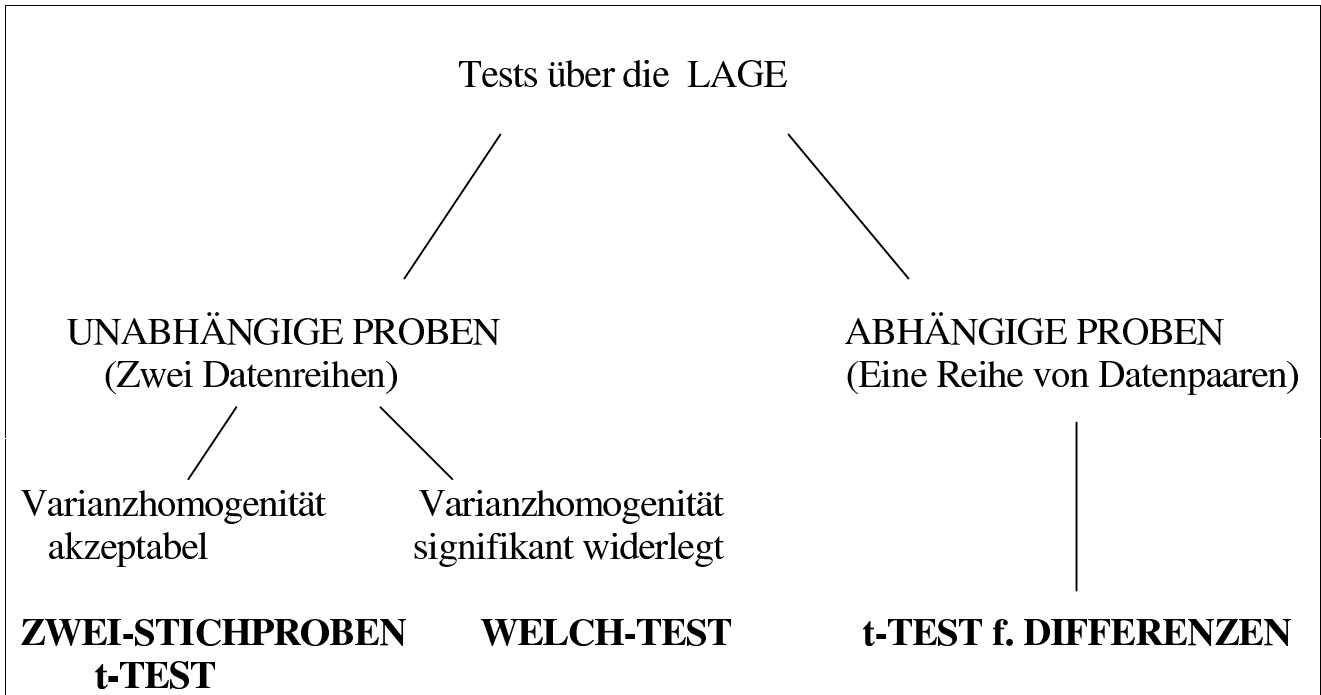 Tests über die LAGE
UNABHÄNGIGE PROBEN
(Zwei Datenreihen)
ABHÄNGIGE PROBEN
(Eine Reihe von Datenpaaren)
Varianzhomogenität
akzeptabel
Varianzhomogenität
signifikant widerlegt
ZWEI-STICHPROBEN
t-TEST
WELCH-TEST
t-TEST f. DIFFERENZEN